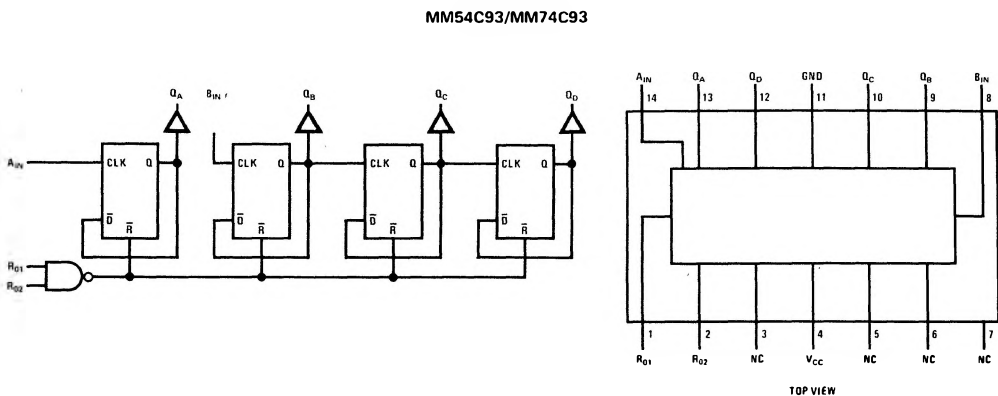 MM54C93/MM74C93
Q_A B_IN Q_B Q_C Q_D
A_IN CLK Q CLK Q CLK Q CLK Q
D̅ D̅ D̅ D̅
R̅ R̅ R̅ R̅
R_01
R_02
A_IN Q_A Q_D GND Q_C Q_B B_IN
14 13 12 11 10 9 8
1 2 3 4 5 6 7
R_01 R_02 NC V_CC NC NC NC
TOP VIEW